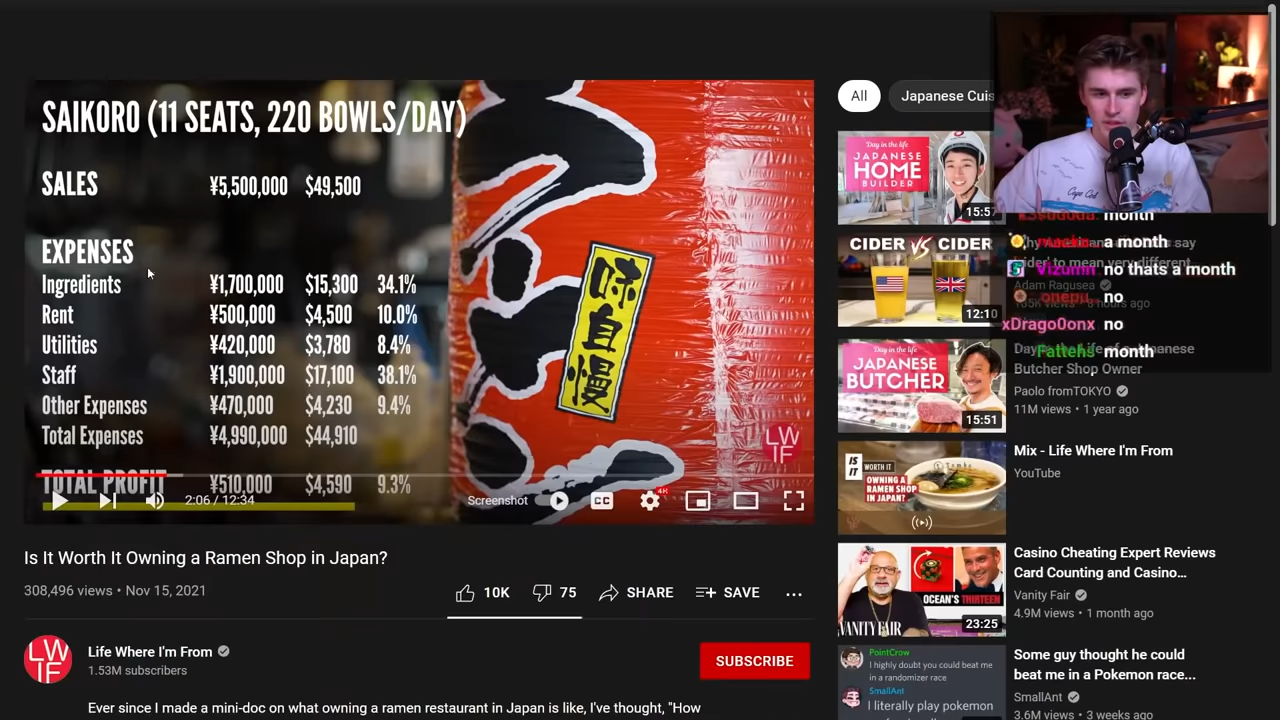 SAIKORO (11 SEATS, 220 BOWLS/DAY)
SALES ¥5,500,000 $49,500
EXPENSES
Ingredients ¥1,700,000 $15,300 34.1%
Rent ¥500,000 $4,500 10.0%
Utilities ¥420,000 $3,780 8.4%
Staff ¥1,900,000 $17,100 38.1%
Other Expenses ¥470,000 $4,230 9.4%
Total Expenses ¥4,990,000 $44,910
TOTAL PROFIT ¥510,000 $4,590 9.3%
味自慢
LW
IF
2:06 / 12:34
Screenshot
CC
4K
Is It Worth It Owning a Ramen Shop in Japan?
308,496 views • Nov 15, 2021
10K
75
SHARE
SAVE
LW
IF
Life Where I'm From
1.53M subscribers
SUBSCRIBE
Ever since I made a mini-doc on what owning a ramen restaurant in Japan is like, I've thought, "How
All
Japanese Cuis
"Day in the life
JAPANESE
HOME
BUILDER
15:57
CIDER VS CIDER
12:10
"Day in the life
JAPANESE
BUTCHER
15:51
IS IT WORTH IT
OWNING A
RAMEN SHOP
IN JAPAN?
OCEAN'S THIRTEEN
VANITY FAIR
23:25
PointCrow
I highly doubt you could beat me
in a randomizer race
SmallAnt
I literally play pokemon
month
a month
Vizumn no thats a month
Adam Ragusea
onepu no
hours ago
xDrago0onx no
Fattehs month
Butcher Shop Owner
Paolo fromTOKYO
11M views • 1 year ago
Mix - Life Where I'm From
YouTube
Casino Cheating Expert Reviews
Card Counting and Casino...
Vanity Fair
4.9M views • 1 month ago
Some guy thought he could
beat me in a Pokemon race...
SmallAnt
3.6M views • 3 weeks ago
Cape Cod